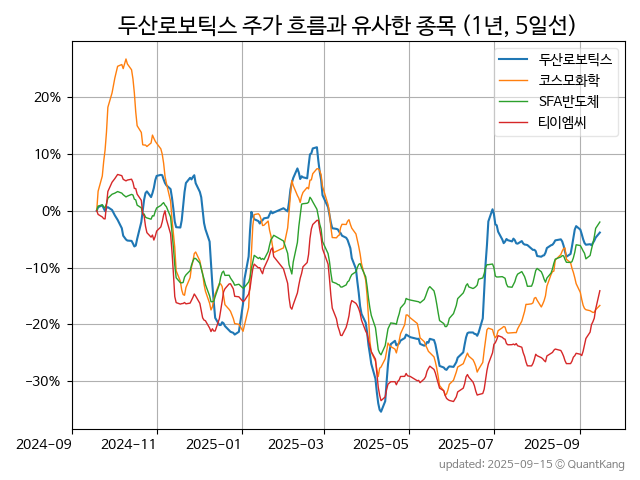 두산로보틱스 주가 흐름과 유사한 종목 (1년, 5일선)
두산로보틱스
코스모화학
SFA반도체
티이엠씨
20%
10%
0%
−10%
−20%
−30%
2024-09
2024-11
2025-01
2025-03
2025-05
2025-07
2025-09
updated: 2025-09-15 © QuantKang